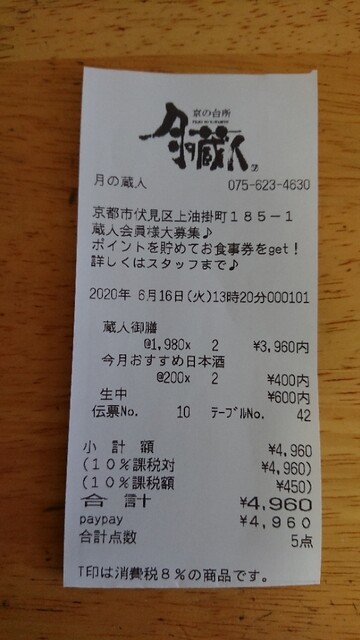 京の台所
月の蔵人
月の蔵人 075-623-4630
京都市伏見区上油掛町１８５－１
蔵人会員様大募集♪
ポイントを貯めてお食事券をget！
詳しくはスタッフまで♪
2020年 6月16日(火)13時20分000101
蔵人御膳
@1,980x 2 ¥3,960内
今月おすすめ日本酒
@200x 2 ¥400内
生中 ¥600内
伝票No. 10 テーブルNo. 42
小 計 額 ¥4,960
(１０％課税対 ¥4,960)
(１０％課税額 ¥450)
合 計 ¥4,960
paypay ¥4,960
合計点数 5点
T印は消費税８％の商品です。